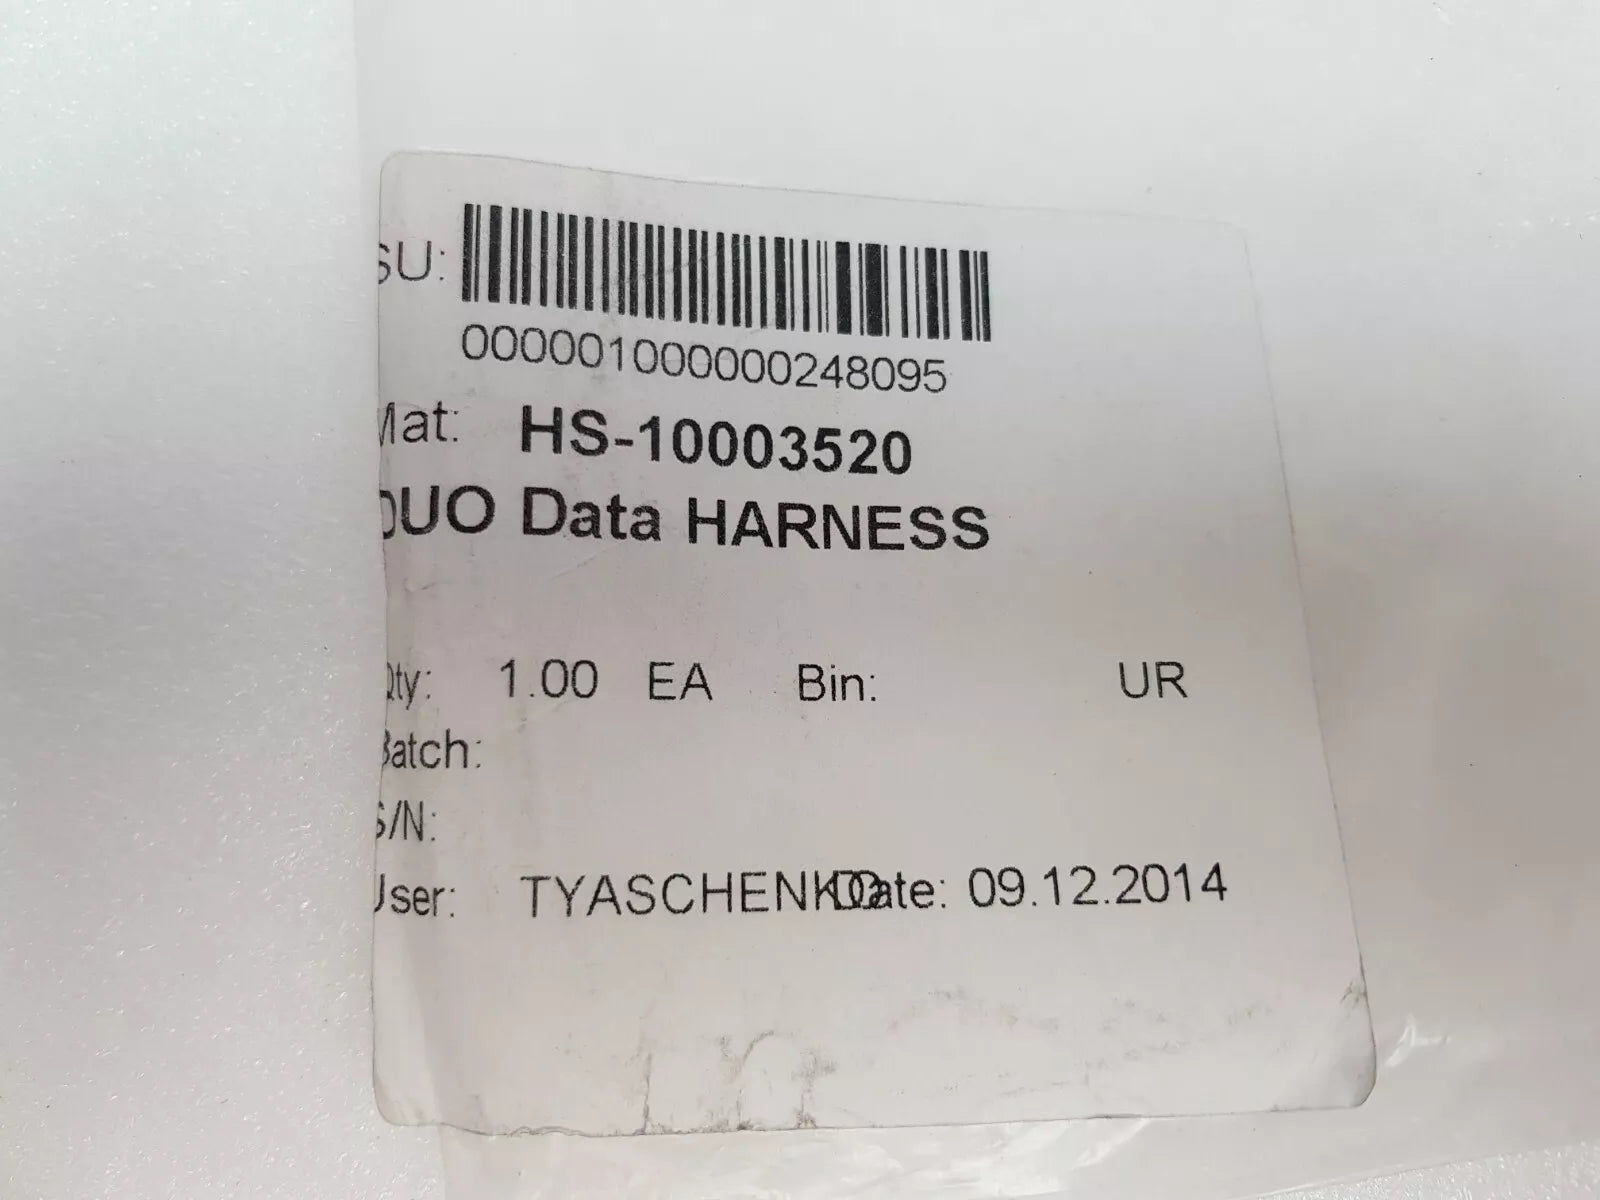 SU:
000001000000248095
Mat: HS-10003520
DUO Data HARNESS
Qty: 1.00 EA Bin: UR
Batch:
S/N:
User: TYASCHENKO Date: 09.12.2014